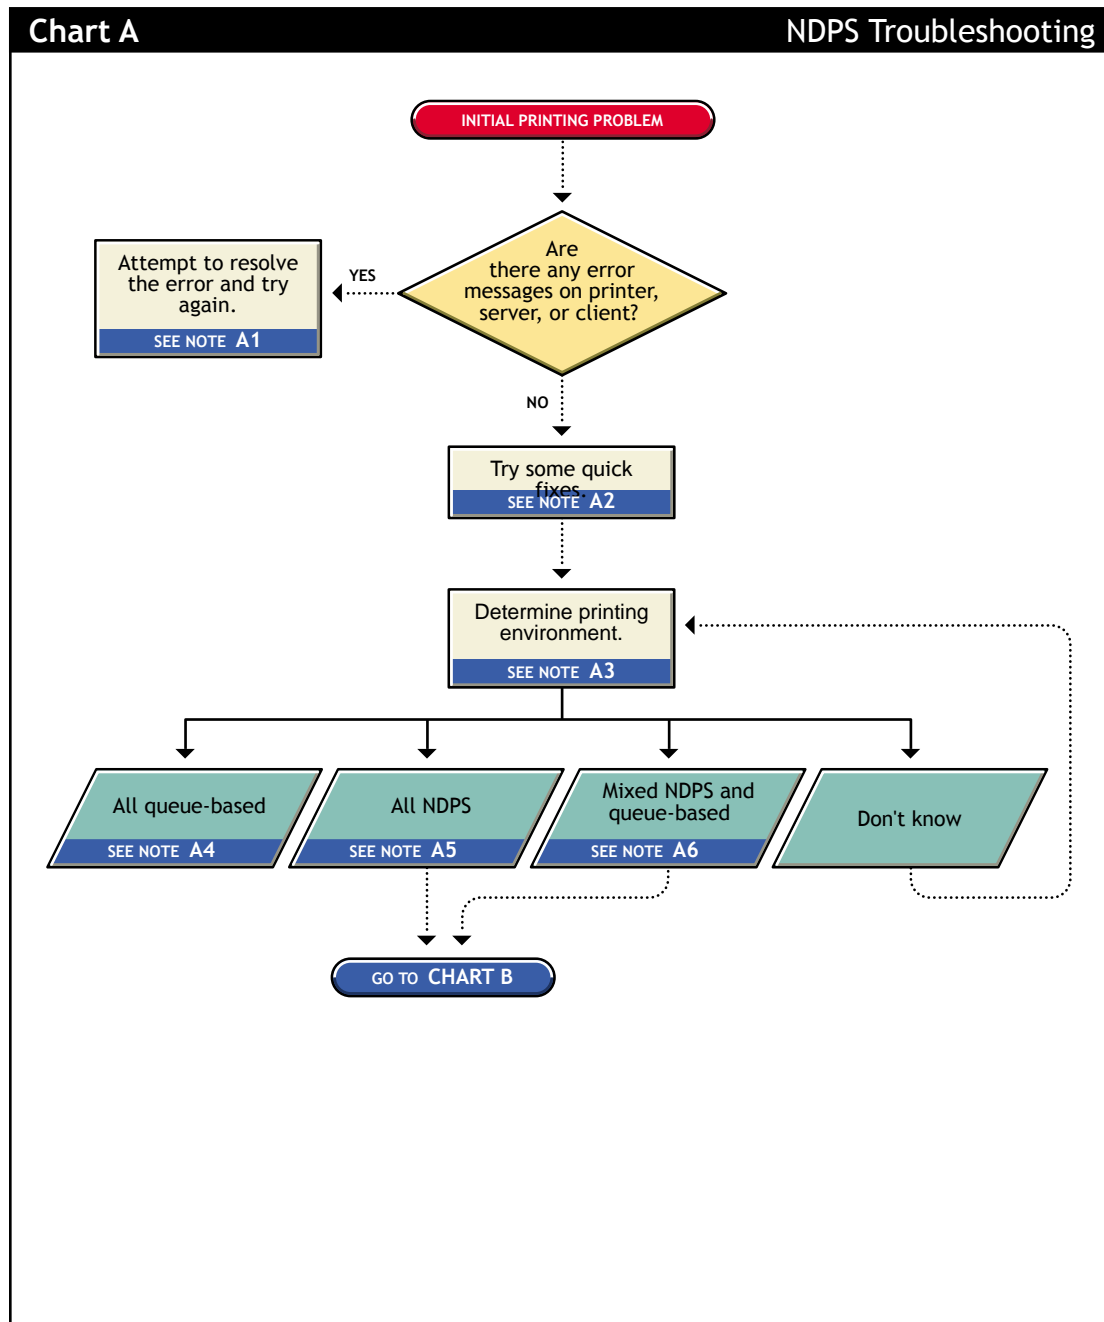 Chart A
NDPS Troubleshooting
INITIAL PRINTING PROBLEM
Are
there any error
messages on printer,
server, or client?
YES
Attempt to resolve
the error and try
again.
SEE NOTE A1
NO
Try some quick
fixes.
SEE NOTE A2
Determine printing
environment.
SEE NOTE A3
All queue-based
SEE NOTE A4
All NDPS
SEE NOTE A5
Mixed NDPS and
queue-based
SEE NOTE A6
Don't know
GO TO CHART B